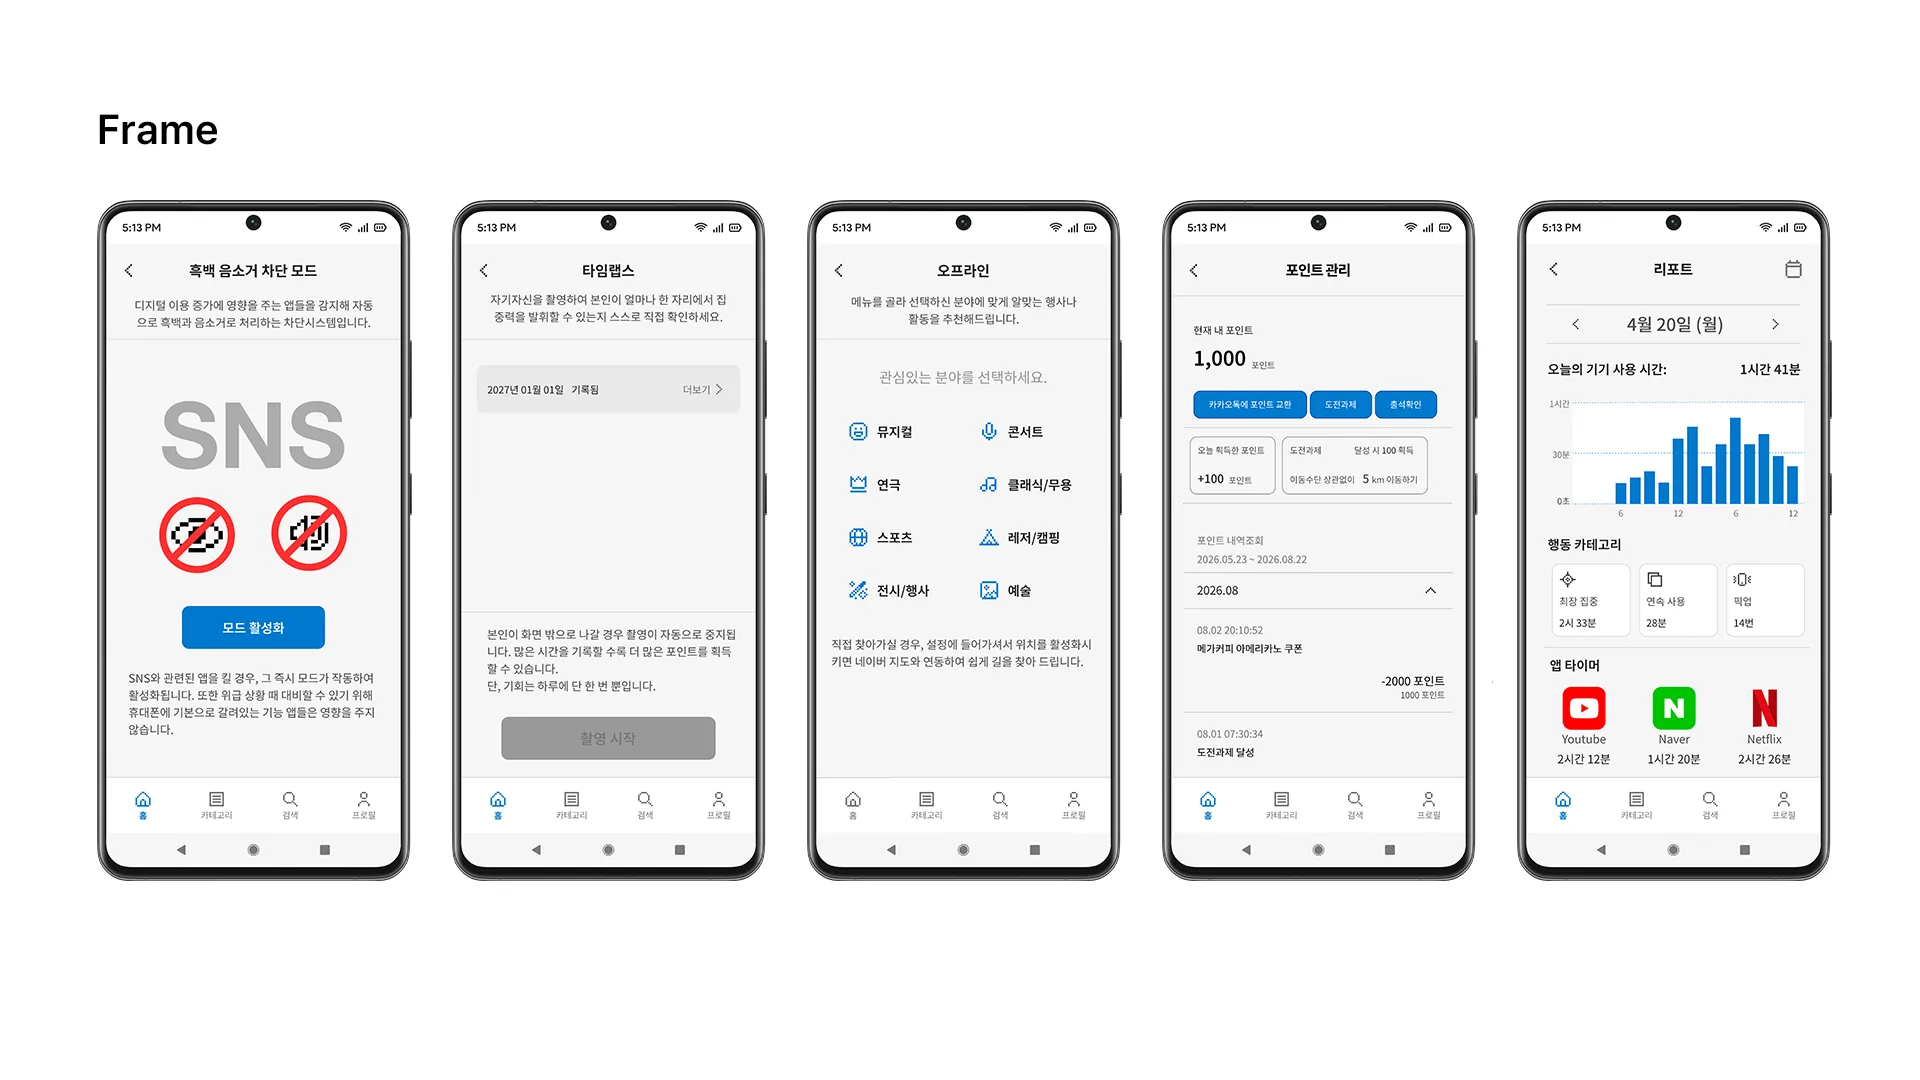 Frame
5:13 PM
흑백 음소거 차단 모드
디지털 이용 증가에 영향을 주는 앱들을 감지해 자동
으로 흑백과 음소거로 처리하는 차단시스템입니다.
SNS
모드 활성화
SNS와 관련된 앱을 킬 경우, 그 즉시 모드가 작동하여
활성화됩니다. 또한 위급 상황 때 대비할 수 있기 위해
휴대폰에 기본으로 갈려있는 기능 앱들은 영향을 주지
않습니다.
홈 카테고리 검색 프로필
5:13 PM
타임랩스
자기자신을 촬영하여 본인이 얼마나 한 자리에서 집
중력을 발휘할 수 있는지 스스로 직접 확인하세요.
2027년 01월 01일 기록됨 더보기
본인이 화면 밖으로 나갈 경우 촬영이 자동으로 중지됩
니다. 많은 시간을 기록할 수록 더 많은 포인트를 획득
할 수 있습니다.
단, 기회는 하루에 단 한 번 뿐입니다.
촬영 시작
홈 카테고리 검색 프로필
5:13 PM
오프라인
메뉴를 골라 선택하신 분야에 맞게 알맞는 행사나
활동을 추천해드립니다.
관심있는 분야를 선택하세요.
뮤지컬 콘서트
연극 클래식/무용
스포츠 레저/캠핑
전시/행사 예술
직접 찾아가실 경우, 설정에 들어가셔서 위치를 활성화시
키면 네이버 지도와 연동하여 쉽게 길을 찾아 드립니다.
홈 카테고리 검색 프로필
5:13 PM
포인트 관리
현재 내 포인트
1,000 포인트
카카오톡에 포인트 교환 도전과제 출석확인
오늘 획득한 포인트 도전과제 달성 시 100 획득
+100 포인트 이동수단 상관없이 5 km 이동하기
포인트 내역조회
2026.05.23 ~ 2026.08.22
2026.08
08.02 20:10:52
메가커피 아메리카노 쿠폰
-2000 포인트
1000 포인트
08.01 07:30:34
도전과제 달성
홈 카테고리 검색 프로필
5:13 PM
리포트
4월 20일 (월)
오늘의 기기 사용 시간: 1시간 41분
1시간
30분
0초
6 12 6 12
행동 카테고리
최장 집중 연속 사용 픽업
2시 33분 28분 14번
앱 타이머
N N
Youtube Naver Netflix
2시간 12분 1시간 20분 2시간 26분
홈 카테고리 검색 프로필